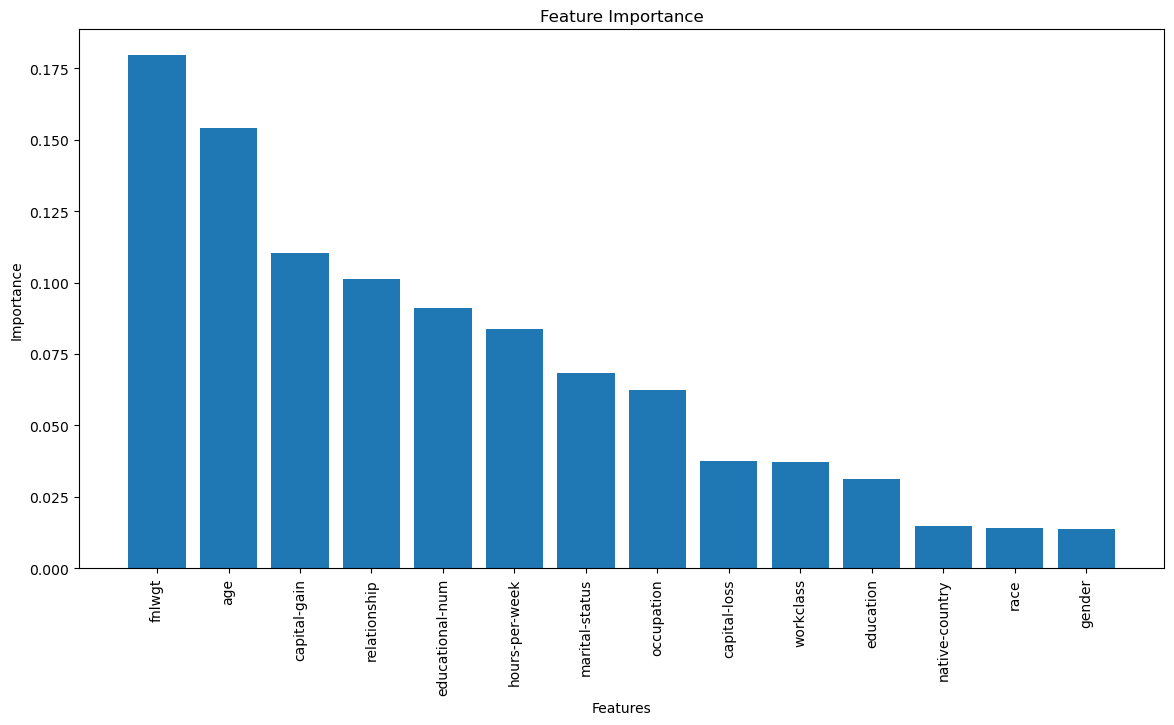 Feature Importance
Importance
0.175
0.150
0.125
0.100
0.075
0.050
0.025
0.000
fnlwgt
age
capital-gain
relationship
educational-num
hours-per-week
marital-status
occupation
capital-loss
workclass
education
native-country
race
gender
Features